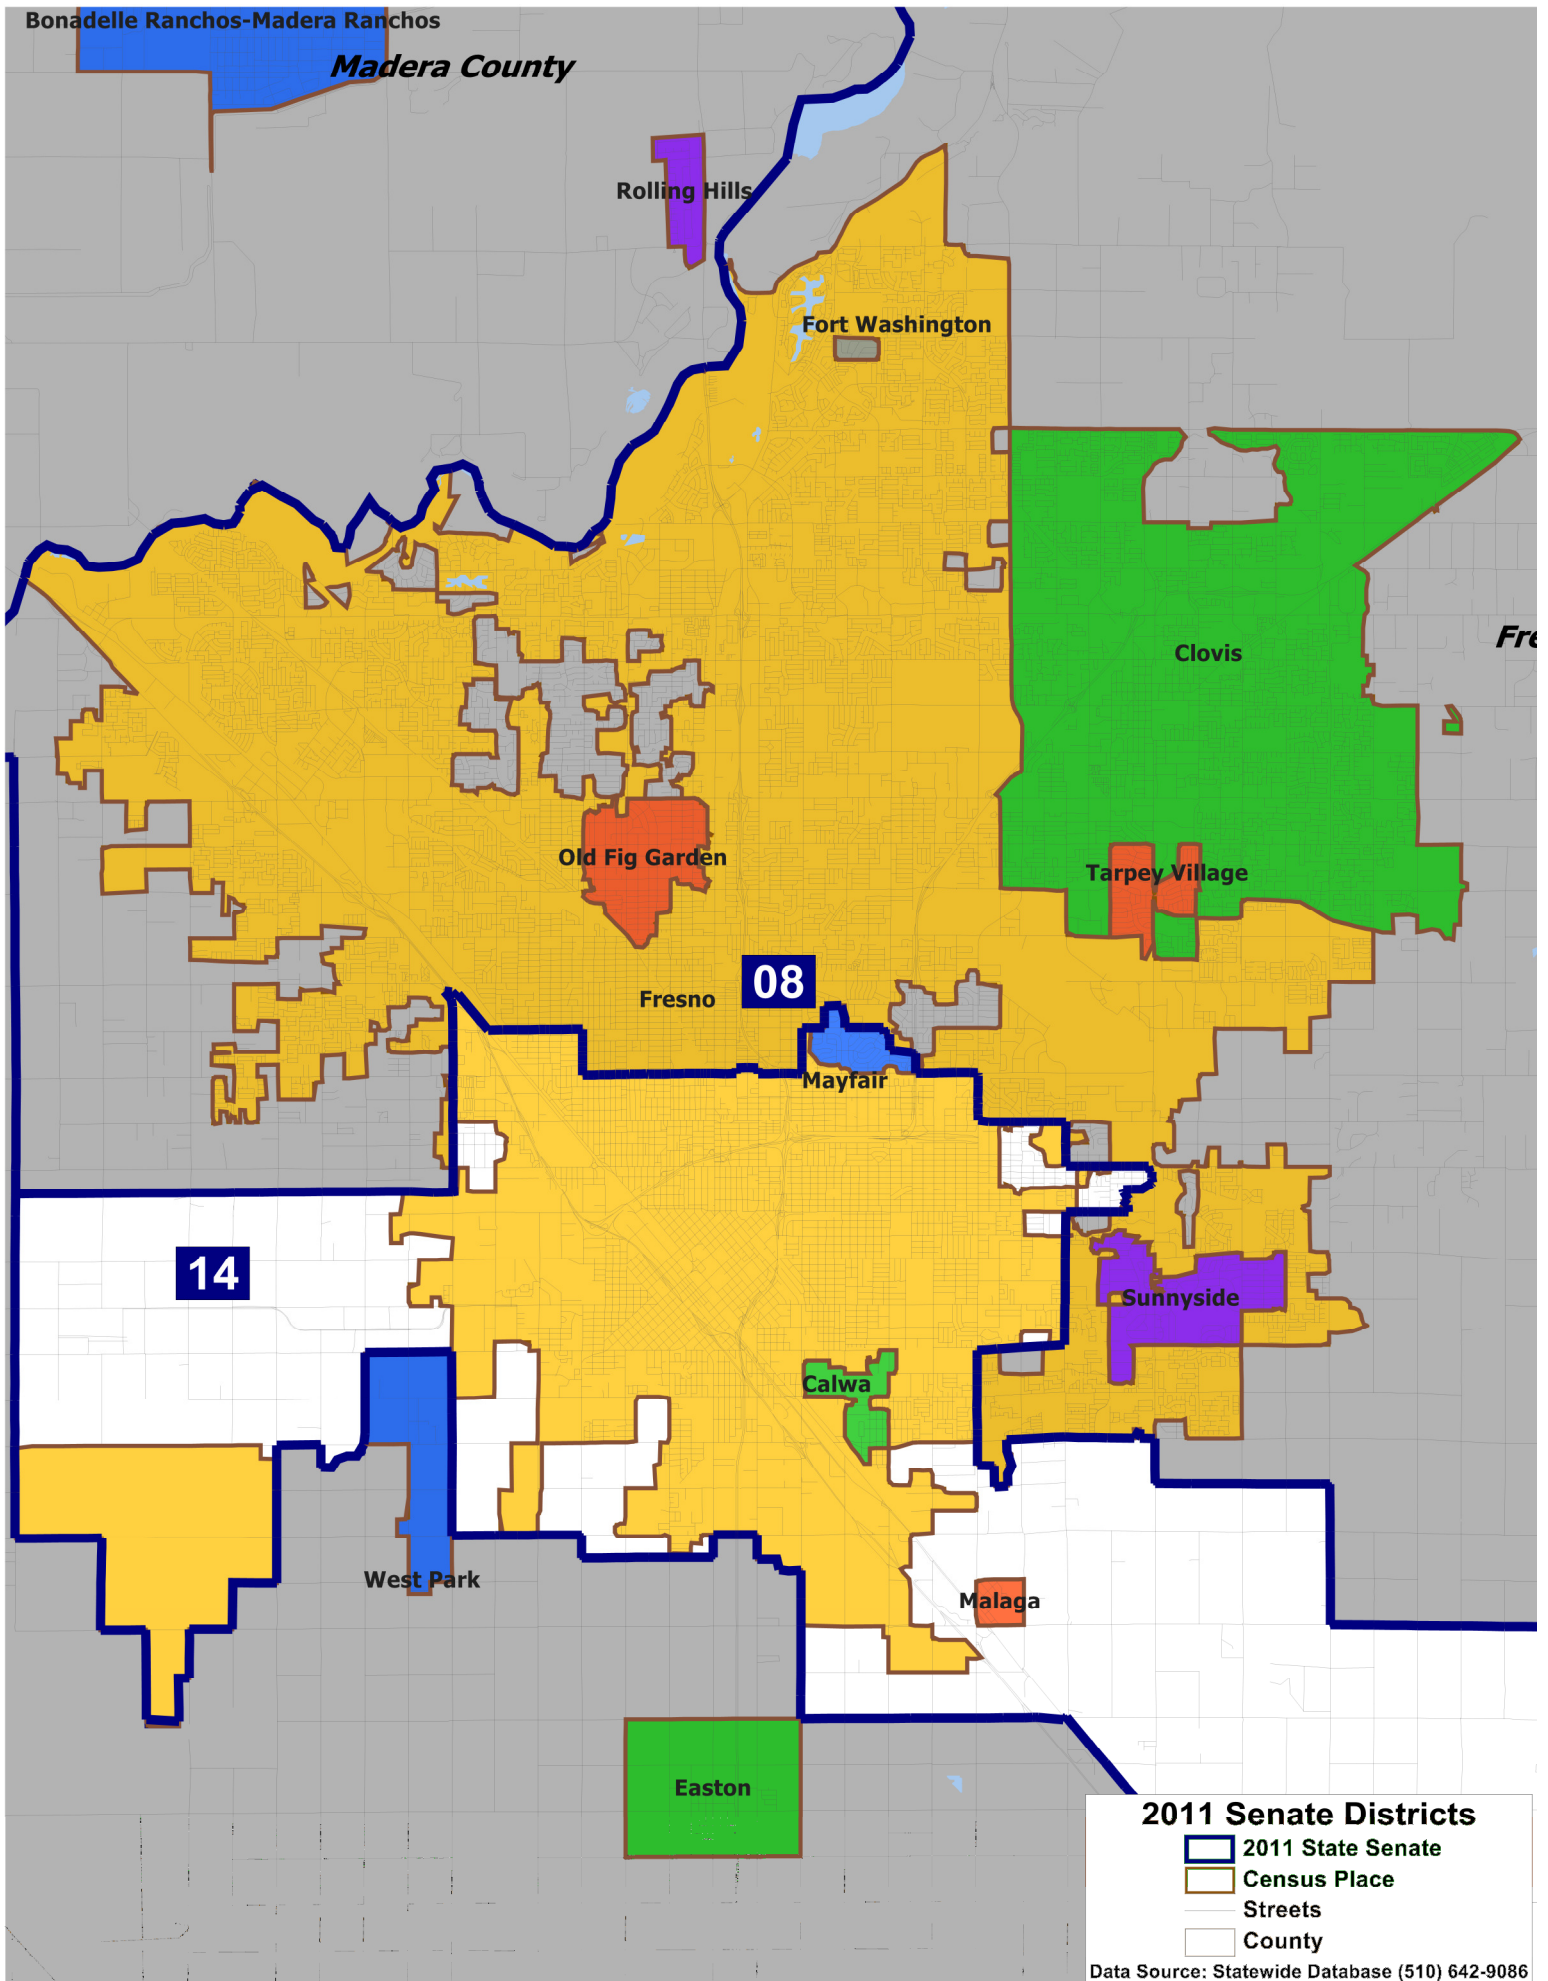 Bonadelle Ranchos-Madera Ranchos
Madera County
Rolling Hills
Fort Washington
Fre
Clovis
Old Fig Garden
Tarpey Village
08
Fresno
Mayfair
14
Sunnyside
Calwa
West Park
Malaga
Easton
2011 Senate Districts
2011 State Senate
Census Place
Streets
County
Data Source: Statewide Database (510) 642-9086